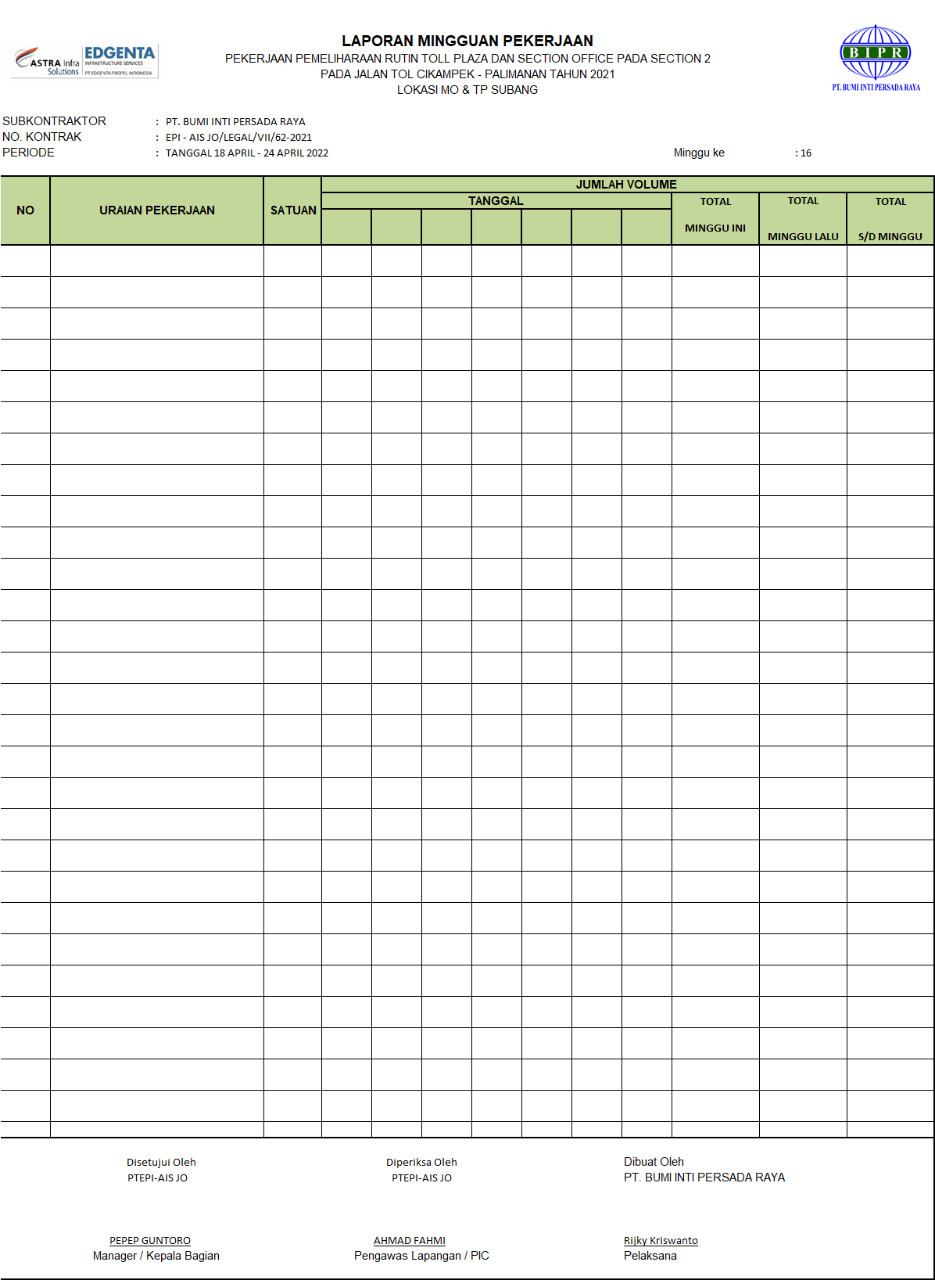 LAPORAN MINGGUAN PEKERJAAN
PEKERJAAN PEMELIHARAAN RUTIN TOLL PLAZA DAN SECTION OFFICE PADA SECTION 2
PADA JALAN TOL CIKAMPEK - PALIMANAN TAHUN 2021
LOKASI MO & TP SUBANG
ASTRA Infra Solutions
EDGENTA
INFRASTRUCTURE SERVICES
PT EDGENTA PROPEL INDONESIA
BIPR
PT. BUMI INTI PERSADA RAYA
SUBKONTRAKTOR : PT. BUMI INTI PERSADA RAYA
NO. KONTRAK : EPI - AIS JO/LEGAL/VII/62-2021
PERIODE : TANGGAL 18 APRIL - 24 APRIL 2022 Minggu ke : 16
NO URAIAN PEKERJAAN SATUAN JUMLAH VOLUME
TANGGAL
TOTAL MINGGU INI
TOTAL MINGGU LALU
TOTAL S/D MINGGU
Disetujui Oleh Diperiksa Oleh Dibuat Oleh
PTEPI-AIS JO PTEPI-AIS JO PT. BUMI INTI PERSADA RAYA
PEPEP GUNTORO AHMAD FAHMI Rijky Kriswanto
Manager / Kepala Bagian Pengawas Lapangan / PIC Pelaksana